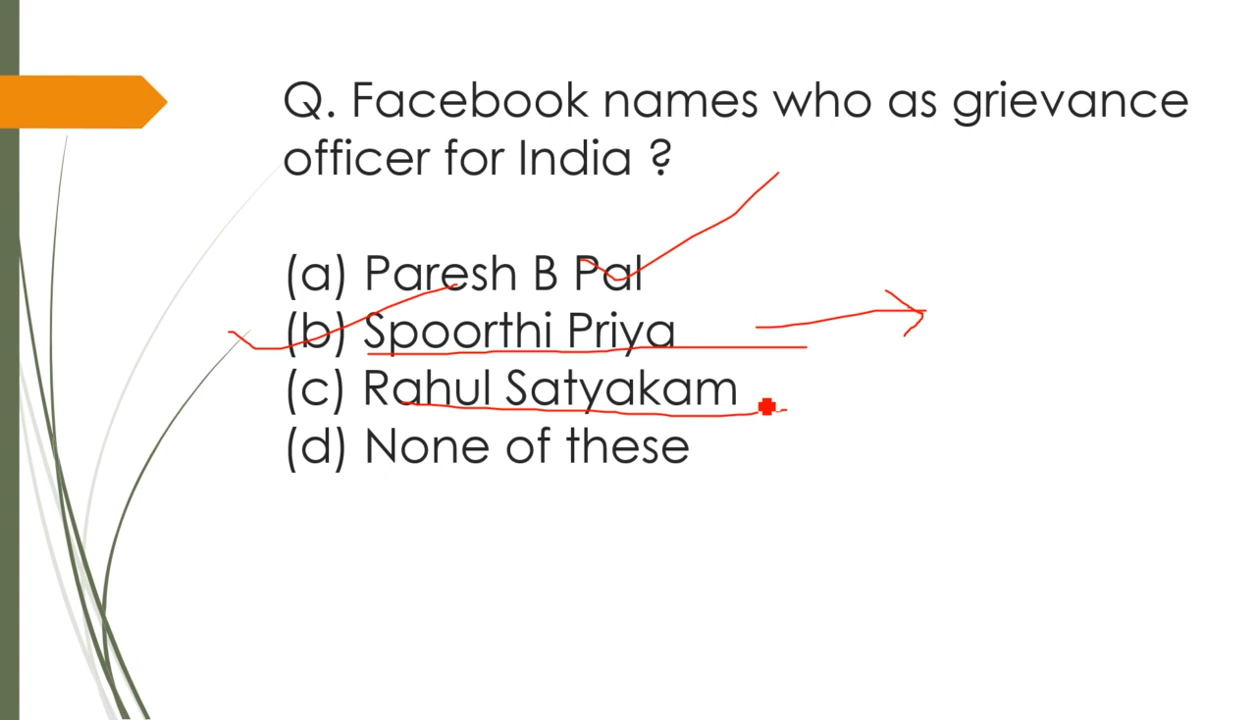 Q. Facebook names who as grievance
officer for India ?
(a) Paresh B Pal
(b) Spoorthi Priya
(c) Rahul Satyakam
(d) None of these